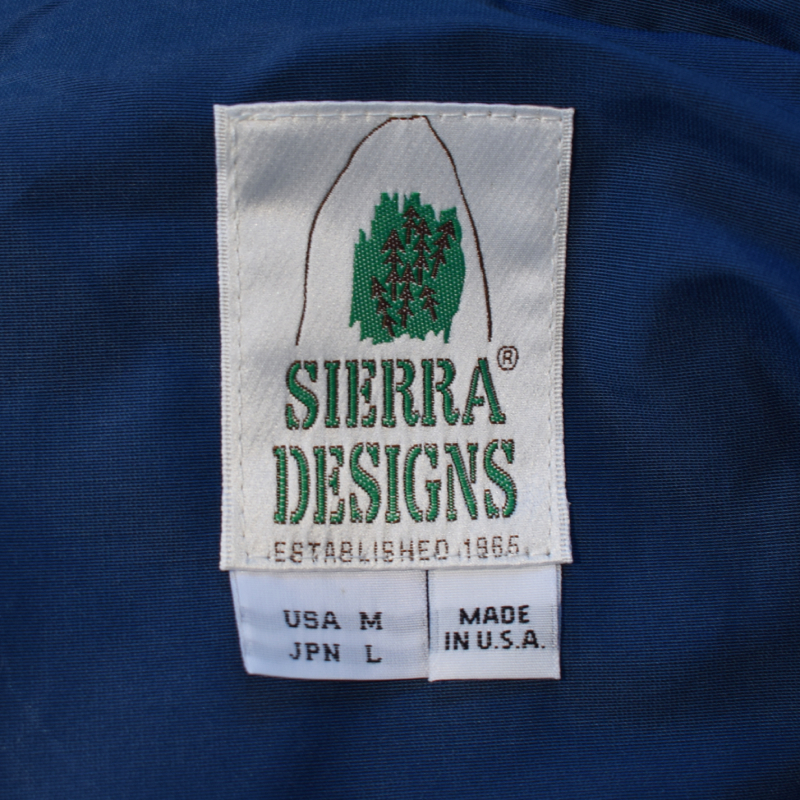 SIERRA®
DESIGNS
ESTABLISHED 1965
USA M
JPN L
MADE
IN U.S.A.